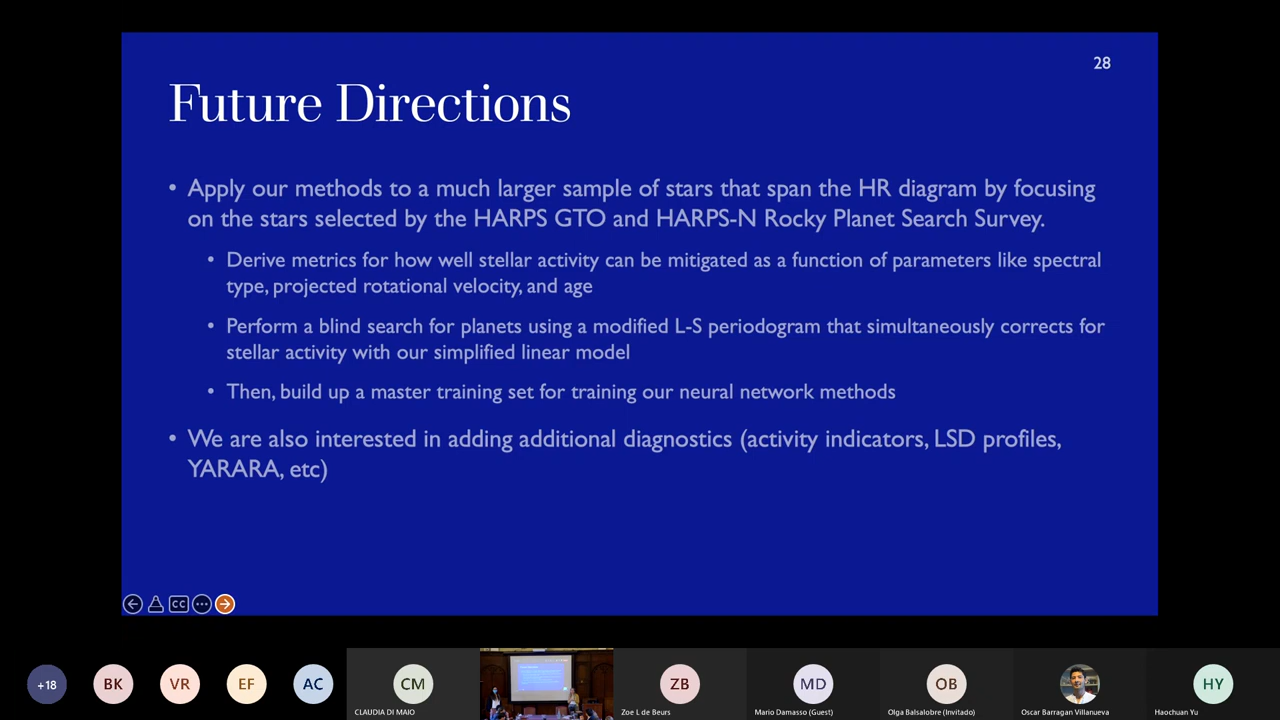 28
Future Directions
• Apply our methods to a much larger sample of stars that span the HR diagram by focusing
on the stars selected by the HARPS GTO and HARPS-N Rocky Planet Search Survey.
• Derive metrics for how well stellar activity can be mitigated as a function of parameters like spectral
type, projected rotational velocity, and age
• Perform a blind search for planets using a modified L-S periodogram that simultaneously corrects for
stellar activity with our simplified linear model
• Then, build up a master training set for training our neural network methods
• We are also interested in adding additional diagnostics (activity indicators, LSD profiles,
YARARA, etc)
CC
+18
BK
VR
EF
AC
CM
ZB
MD
OB
HY
CLAUDIA DI MAIO
Zoe L de Beurs
Mario Damasso (Guest)
Olga Balsalobre (Invitado)
Oscar Barragan Villanueva
Haochuan Yu